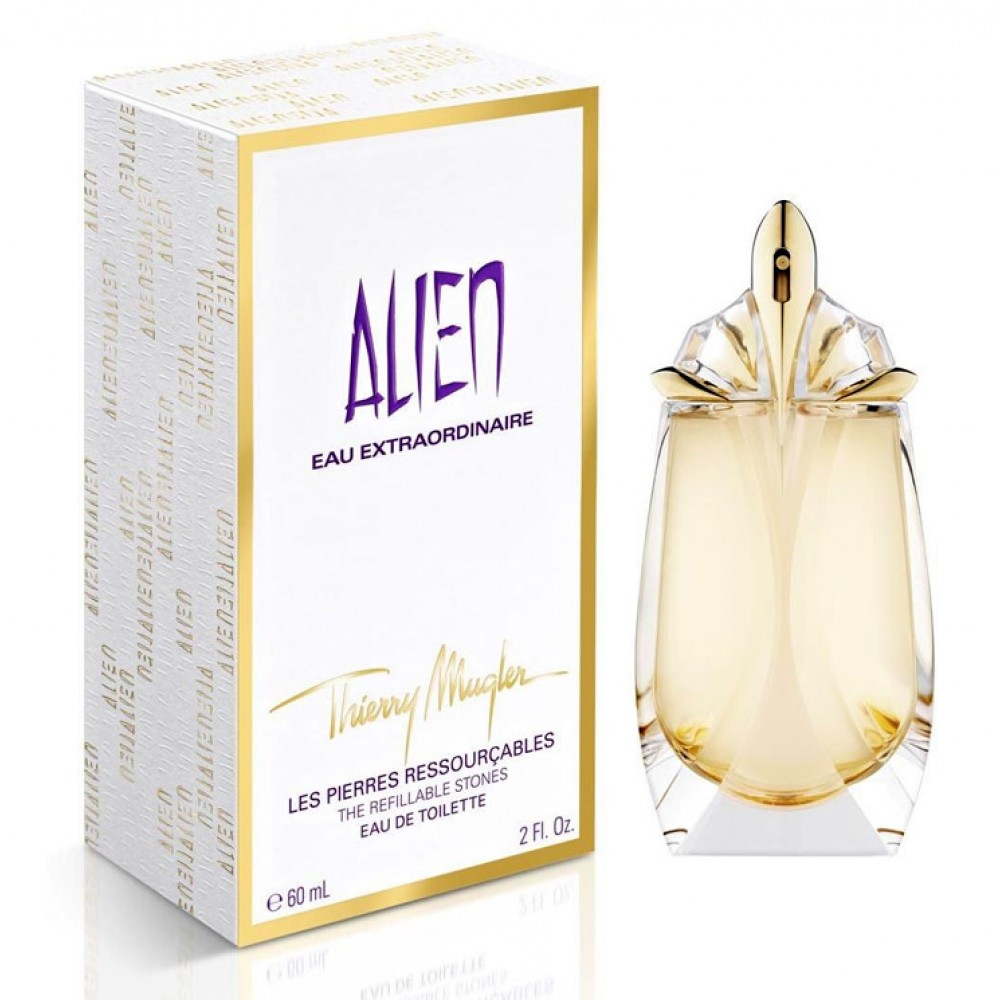 ALIEN
EAU EXTRAORDINAIRE
Thierry Mugler
LES PIERRES RESSOURÇABLES
THE REFILLABLE STONES
EAU DE TOILETTE
2 Fl. Oz.
℮ 60 mL